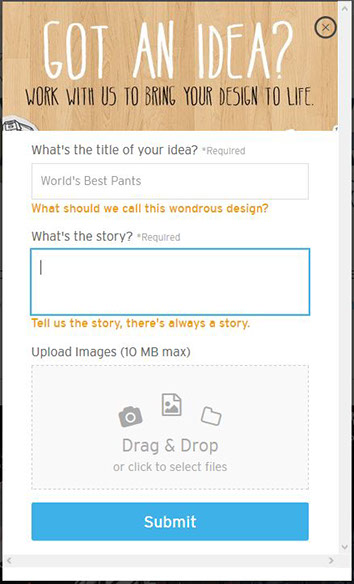 GOT AN IDEA?
WORK WITH US TO BRING YOUR DESIGN TO LIFE.
What's the title of your idea? *Required
World's Best Pants
What should we call this wondrous design?
What's the story? *Required
Tell us the story, there's always a story.
Upload Images (10 MB max)
Drag & Drop
or click to select files
Submit